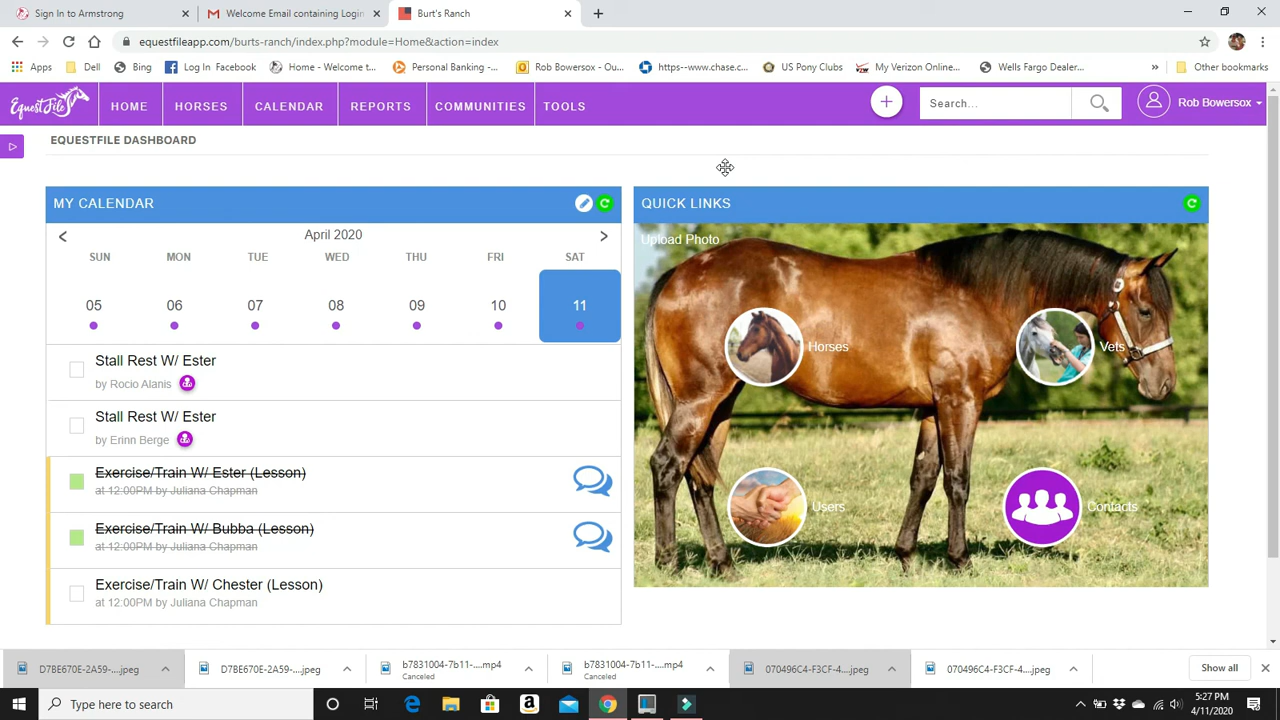 Sign In to Armstrong
Welcome Email containing Login
Burt's Ranch
equestfileapp.com/burts-ranch/index.php?module=Home&action=index
Apps Dell Bing Log In Facebook Home - Welcome t... Personal Banking -... Rob Bowersox - Ou... https--www.chase.c... US Pony Clubs My Verizon Online... Wells Fargo Dealer... » Other bookmarks
EquestFile HOME HORSES CALENDAR REPORTS COMMUNITIES TOOLS + Search... Rob Bowersox
EQUESTFILE DASHBOARD
MY CALENDAR
April 2020
SUN MON TUE WED THU FRI SAT
05 06 07 08 09 10 11
Stall Rest W/ Ester
by Rocio Alanis
Stall Rest W/ Ester
by Erinn Berge
Exercise/Train W/ Ester (Lesson)
at 12:00PM by Juliana Chapman
Exercise/Train W/ Bubba (Lesson)
at 12:00PM by Juliana Chapman
Exercise/Train W/ Chester (Lesson)
at 12:00PM by Juliana Chapman
QUICK LINKS
Upload Photo
Horses
Vets
Users
Contacts
D7BE670E-2A59-....jpeg
D7BE670E-2A59-....jpeg
b7831004-7b11-....mp4
Canceled
b7831004-7b11-....mp4
Canceled
070496C4-F3CF-4....jpeg
070496C4-F3CF-4....jpeg
Show all
Type here to search
5:27 PM
4/11/2020